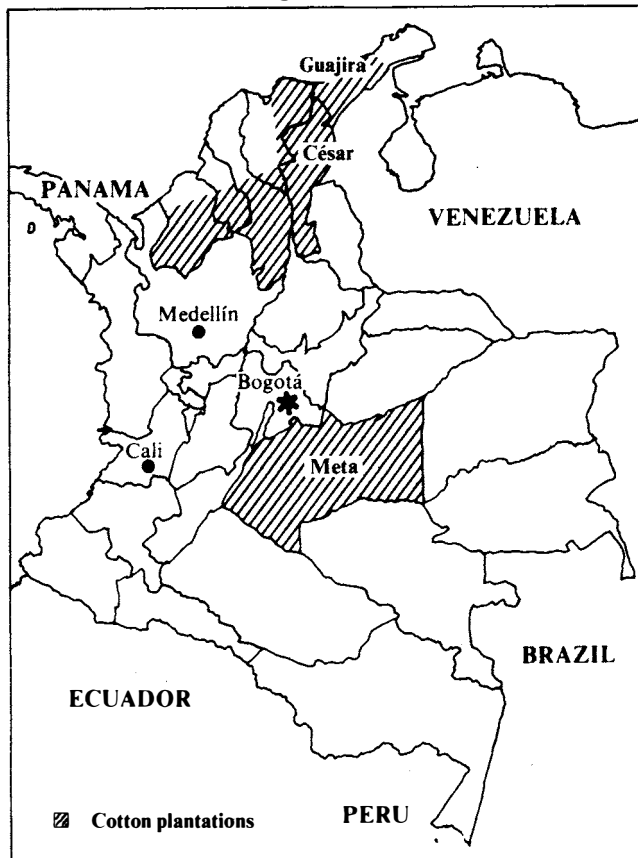 Guajira
César
PANAMA
VENEZUELA
Medellín
Bogotá
Cali
Meta
BRAZIL
ECUADOR
PERU
Cotton plantations